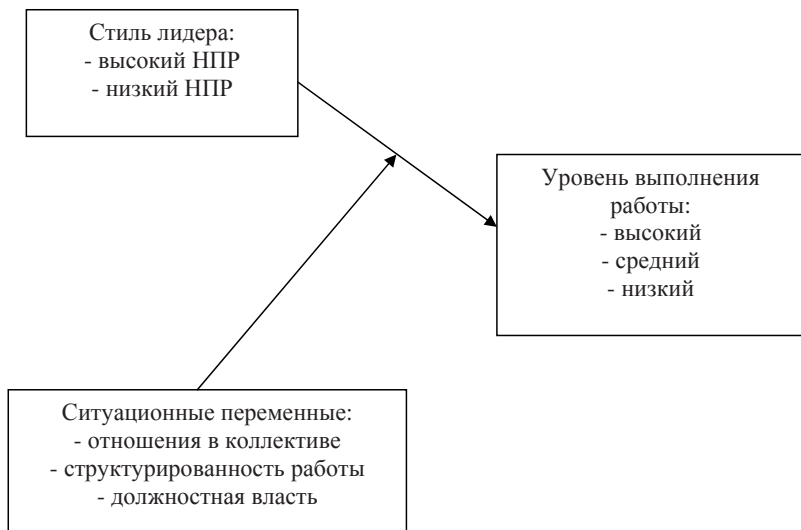 Стиль лидера:
- высокий НПР
- низкий НПР
Уровень выполнения
работы:
- высокий
- средний
- низкий
Ситуационные переменные:
- отношения в коллективе
- структурированность работы
- должностная власть